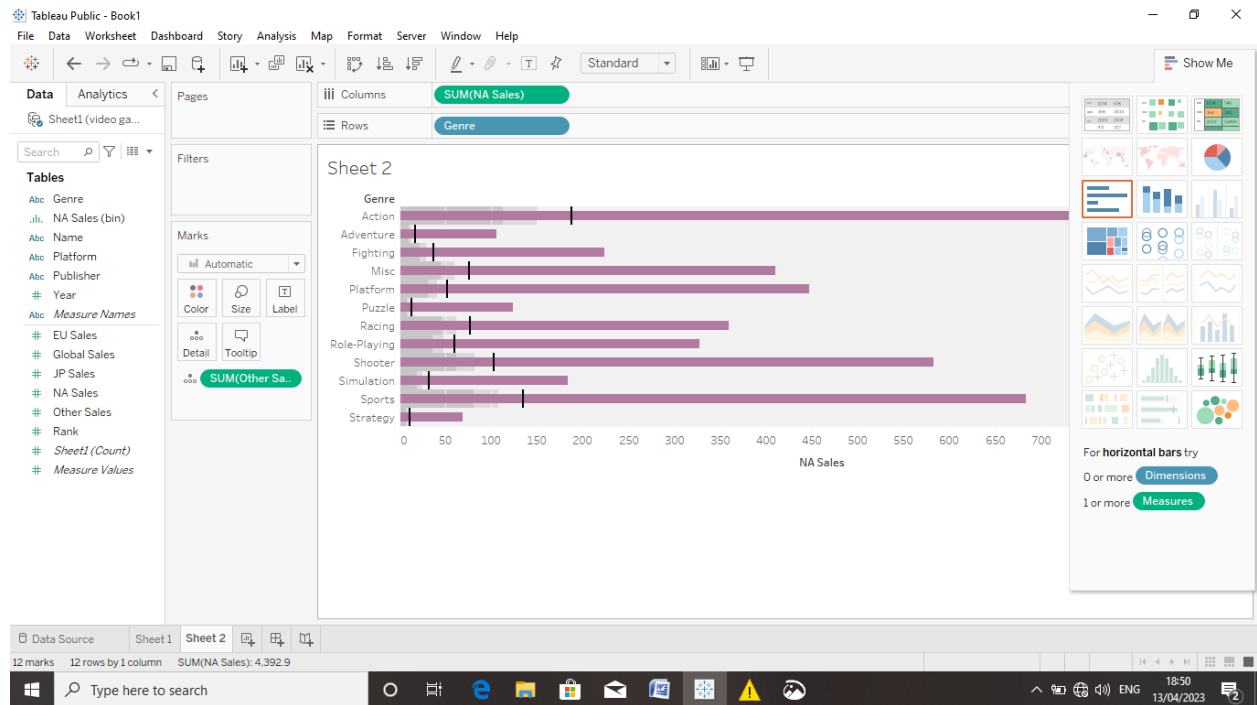 Tableau Public - Book1
File Data Worksheet Dashboard Story Analysis Map Format Server Window Help
Standard
Show Me
Data Analytics
Sheet1 (video ga...
Search
Tables
Abc Genre
NA Sales (bin)
Abc Name
Abc Platform
Abc Publisher
# Year
Abc Measure Names
# EU Sales
# Global Sales
# JP Sales
# NA Sales
# Other Sales
# Rank
# Sheet1 (Count)
# Measure Values
Pages
Filters
Marks
Automatic
Color Size Label
Detail Tooltip
SUM(Other Sa..
Columns SUM(NA Sales)
Rows Genre
Sheet 2
Genre
Action
Adventure
Fighting
Misc
Platform
Puzzle
Racing
Role-Playing
Shooter
Simulation
Sports
Strategy
0 50 100 150 200 250 300 350 400 450 500 550 600 650 700
NA Sales
For horizontal bars try
0 or more Dimensions
1 or more Measures
Data Source Sheet 1 Sheet 2
12 marks 12 rows by 1 column SUM(NA Sales): 4,392.9
Type here to search
ENG
18:50
13/04/2023
2